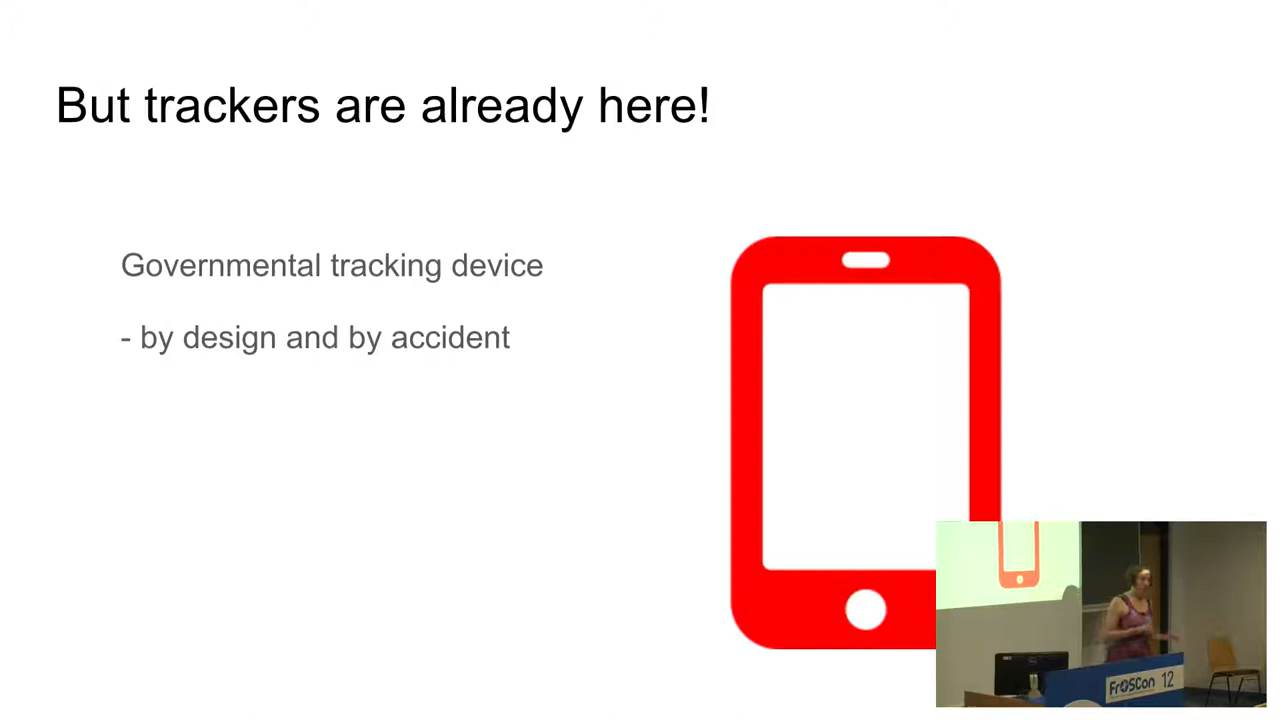 But trackers are already here!
Governmental tracking device
- by design and by accident
FrOSCon 12